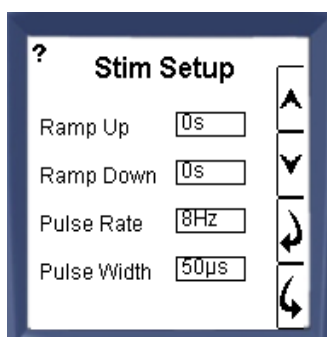 ?
Stim Setup
Ramp Up 0s
Ramp Down 0s
Pulse Rate 8Hz
Pulse Width 50µs